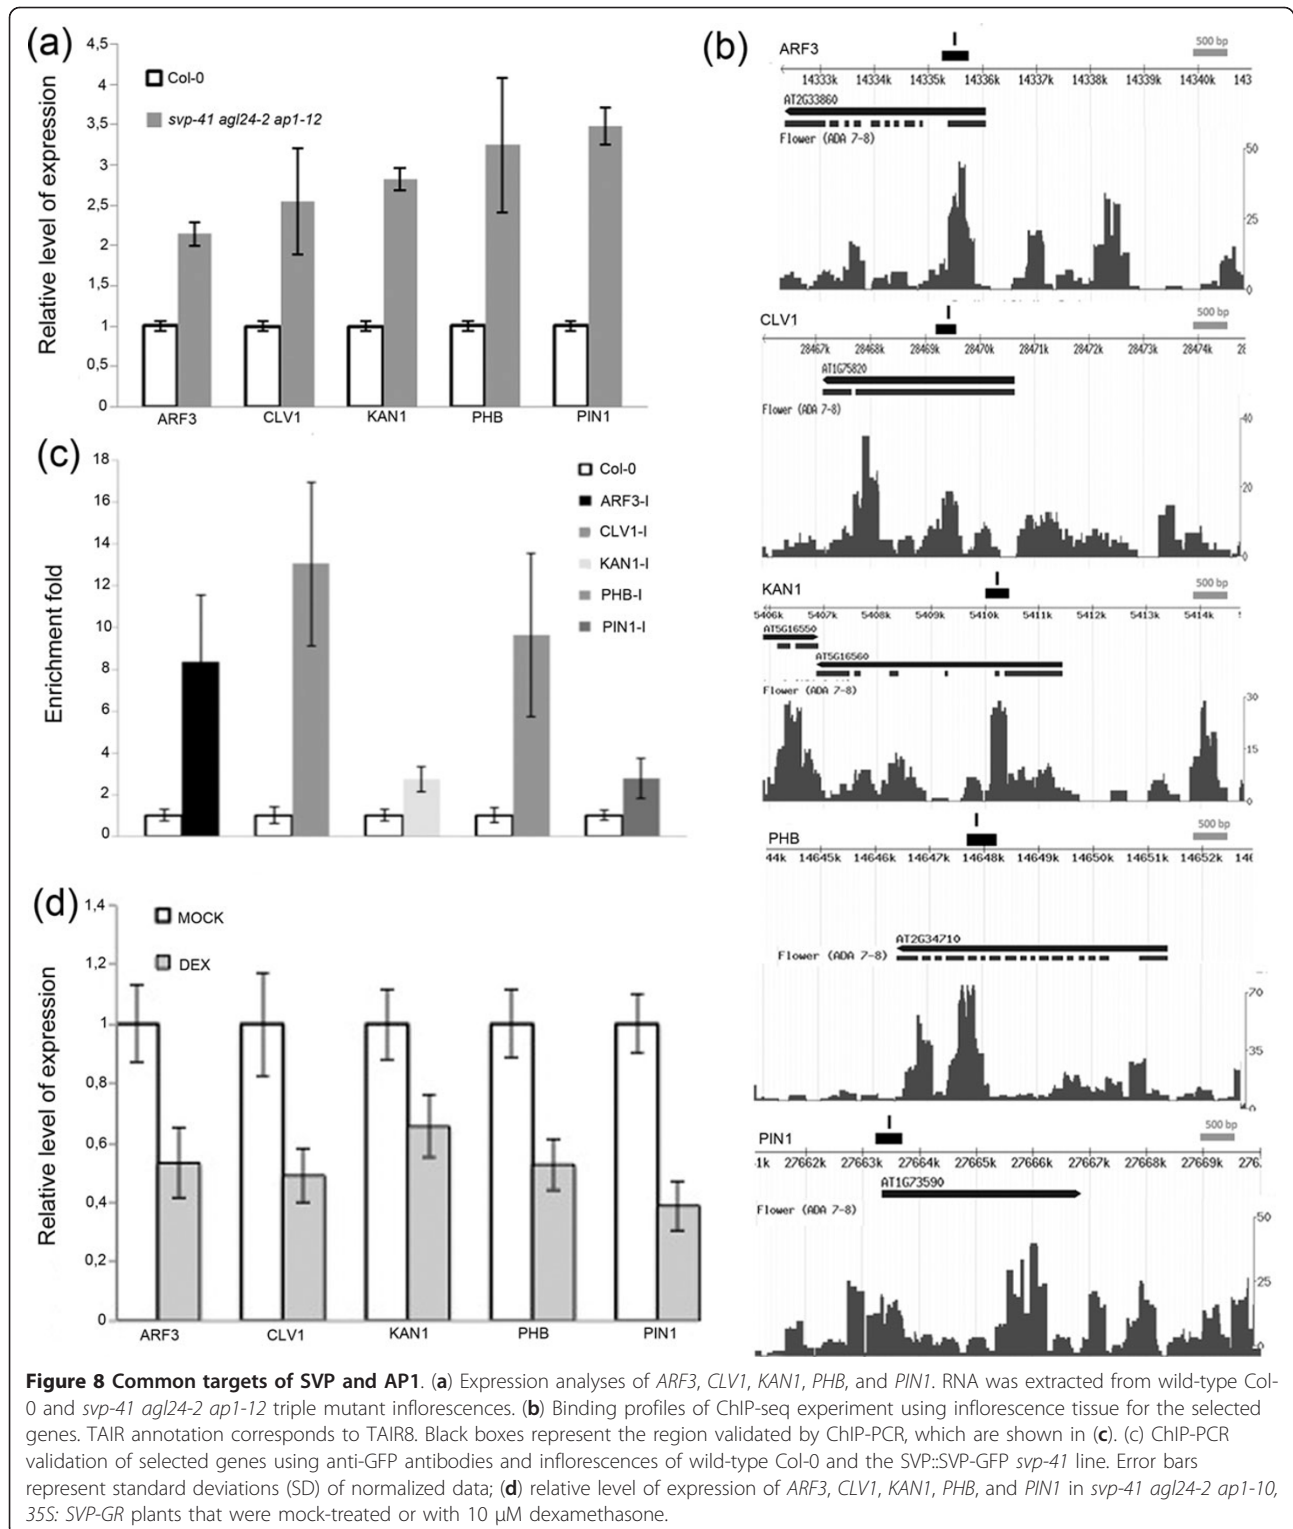 (a)
4,5
4
3,5
3
2,5
2
1,5
1
0,5
0
Relative level of expression
Col-0
svp-41 agl24-2 ap1-12
ARF3 CLV1 KAN1 PHB PIN1
(c)
18
16
14
12
10
8
6
4
2
0
Enrichment fold
Col-0
ARF3-I
CLV1-I
KAN1-I
PHB-I
PIN1-I
(d)
1,4
1,2
1
0,8
0,6
0,4
0,2
0
Relative level of expression
MOCK
DEX
ARF3 CLV1 KAN1 PHB PIN1
(b)
ARF3 I 500 bp
14333k 14334k 14335k 14336k 14337k 14338k 14339k 14340k 143
AT2G33860
Flower (ADA 7-8)
50
25
0
CLV1 I 500 bp
28467k 28468k 28469k 28470k 28471k 28472k 28473k 28474k 28
AT1G75820
Flower (ADA 7-8)
40
20
0
KAN1 I 500 bp
5406k 5407k 5408k 5409k 5410k 5411k 5412k 5413k 5414k
AT5G16550
AT5G16560
Flower (ADA 7-8)
30
15
0
PHB I 500 bp
44k 14645k 14646k 14647k 14648k 14649k 14650k 14651k 14652k 146
AT2G34710
Flower (ADA 7-8)
70
35
0
PIN1 I 500 bp
1k 27662k 27663k 27664k 27665k 27666k 27667k 27668k 27669k 276
AT1G73590
Flower (ADA 7-8)
50
25
0
Figure 8 Common targets of SVP and AP1. (a) Expression analyses of ARF3, CLV1, KAN1, PHB, and PIN1. RNA was extracted from wild-type Col-
0 and svp-41 agl24-2 ap1-12 triple mutant inflorescences. (b) Binding profiles of ChIP-seq experiment using inflorescence tissue for the selected
genes. TAIR annotation corresponds to TAIR8. Black boxes represent the region validated by ChIP-PCR, which are shown in (c). (c) ChIP-PCR
validation of selected genes using anti-GFP antibodies and inflorescences of wild-type Col-0 and the SVP::SVP-GFP svp-41 line. Error bars
represent standard deviations (SD) of normalized data; (d) relative level of expression of ARF3, CLV1, KAN1, PHB, and PIN1 in svp-41 agl24-2 ap1-10,
35S: SVP-GR plants that were mock-treated or with 10 μM dexamethasone.